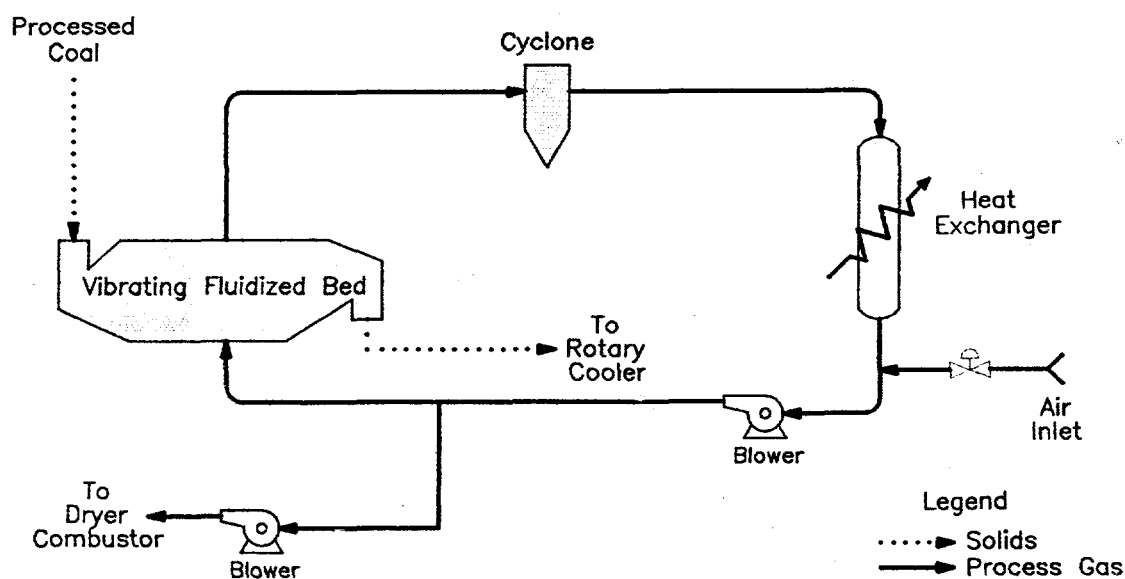 Processed
Coal
Cyclone
Heat
Exchanger
Vibrating Fluidized Bed
To
Rotary
Cooler
Air
Inlet
Blower
To
Dryer
Combustor
Blower
Legend
Solids
Process Gas